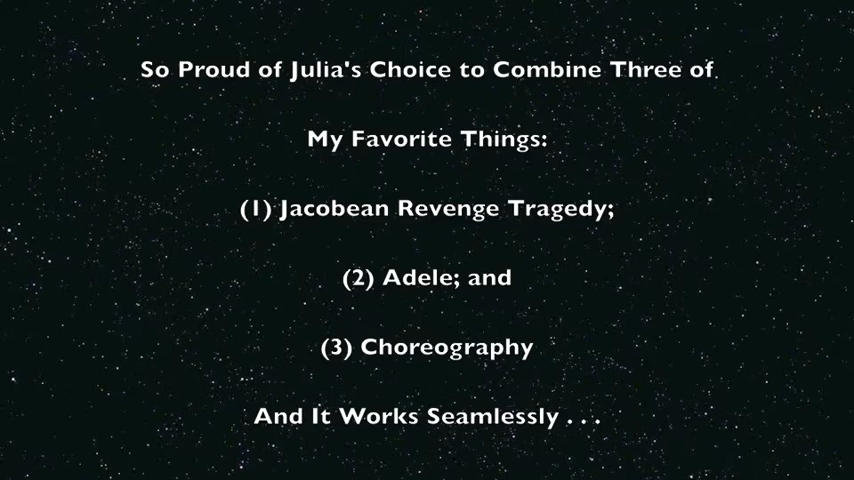 So Proud of Julia's Choice to Combine Three of
My Favorite Things:
(1) Jacobean Revenge Tragedy;
(2) Adele; and
(3) Choreography
And It Works Seamlessly . . .